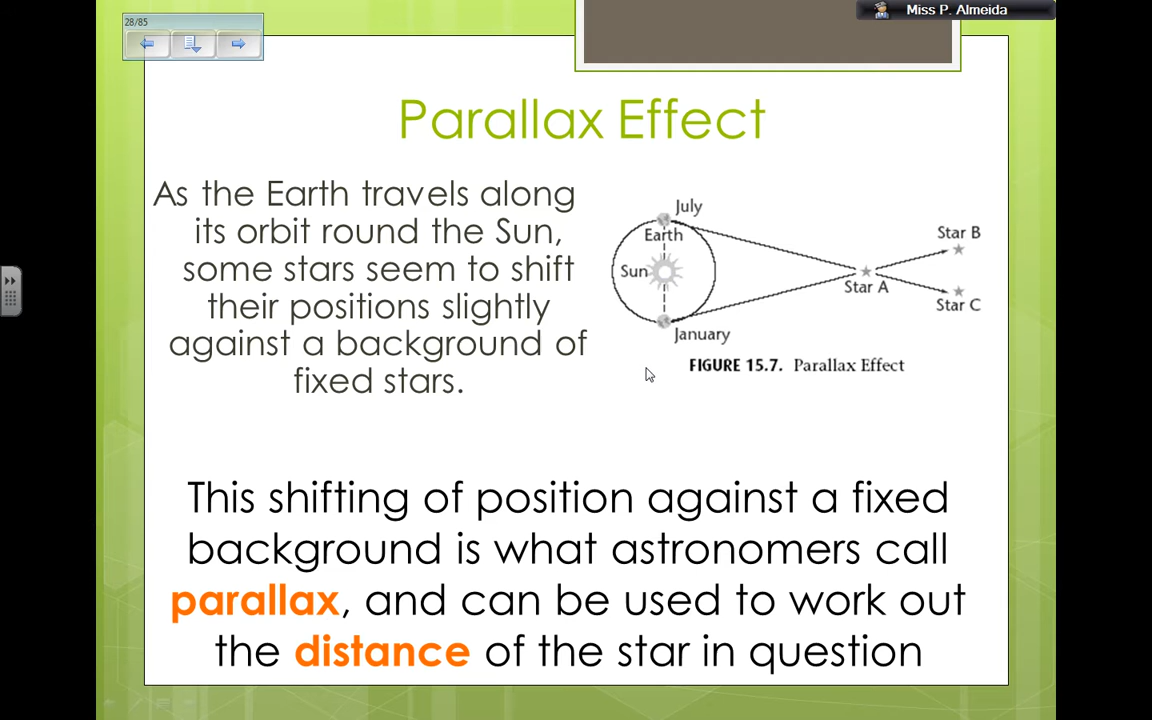 28/85
Miss P. Almeida
Parallax Effect
As the Earth travels along
its orbit round the Sun,
some stars seem to shift
their positions slightly
against a background of
fixed stars.
July
Earth
Sun
January
Star A
Star B
Star C
FIGURE 15.7. Parallax Effect
This shifting of position against a fixed
background is what astronomers call
parallax, and can be used to work out
the distance of the star in question